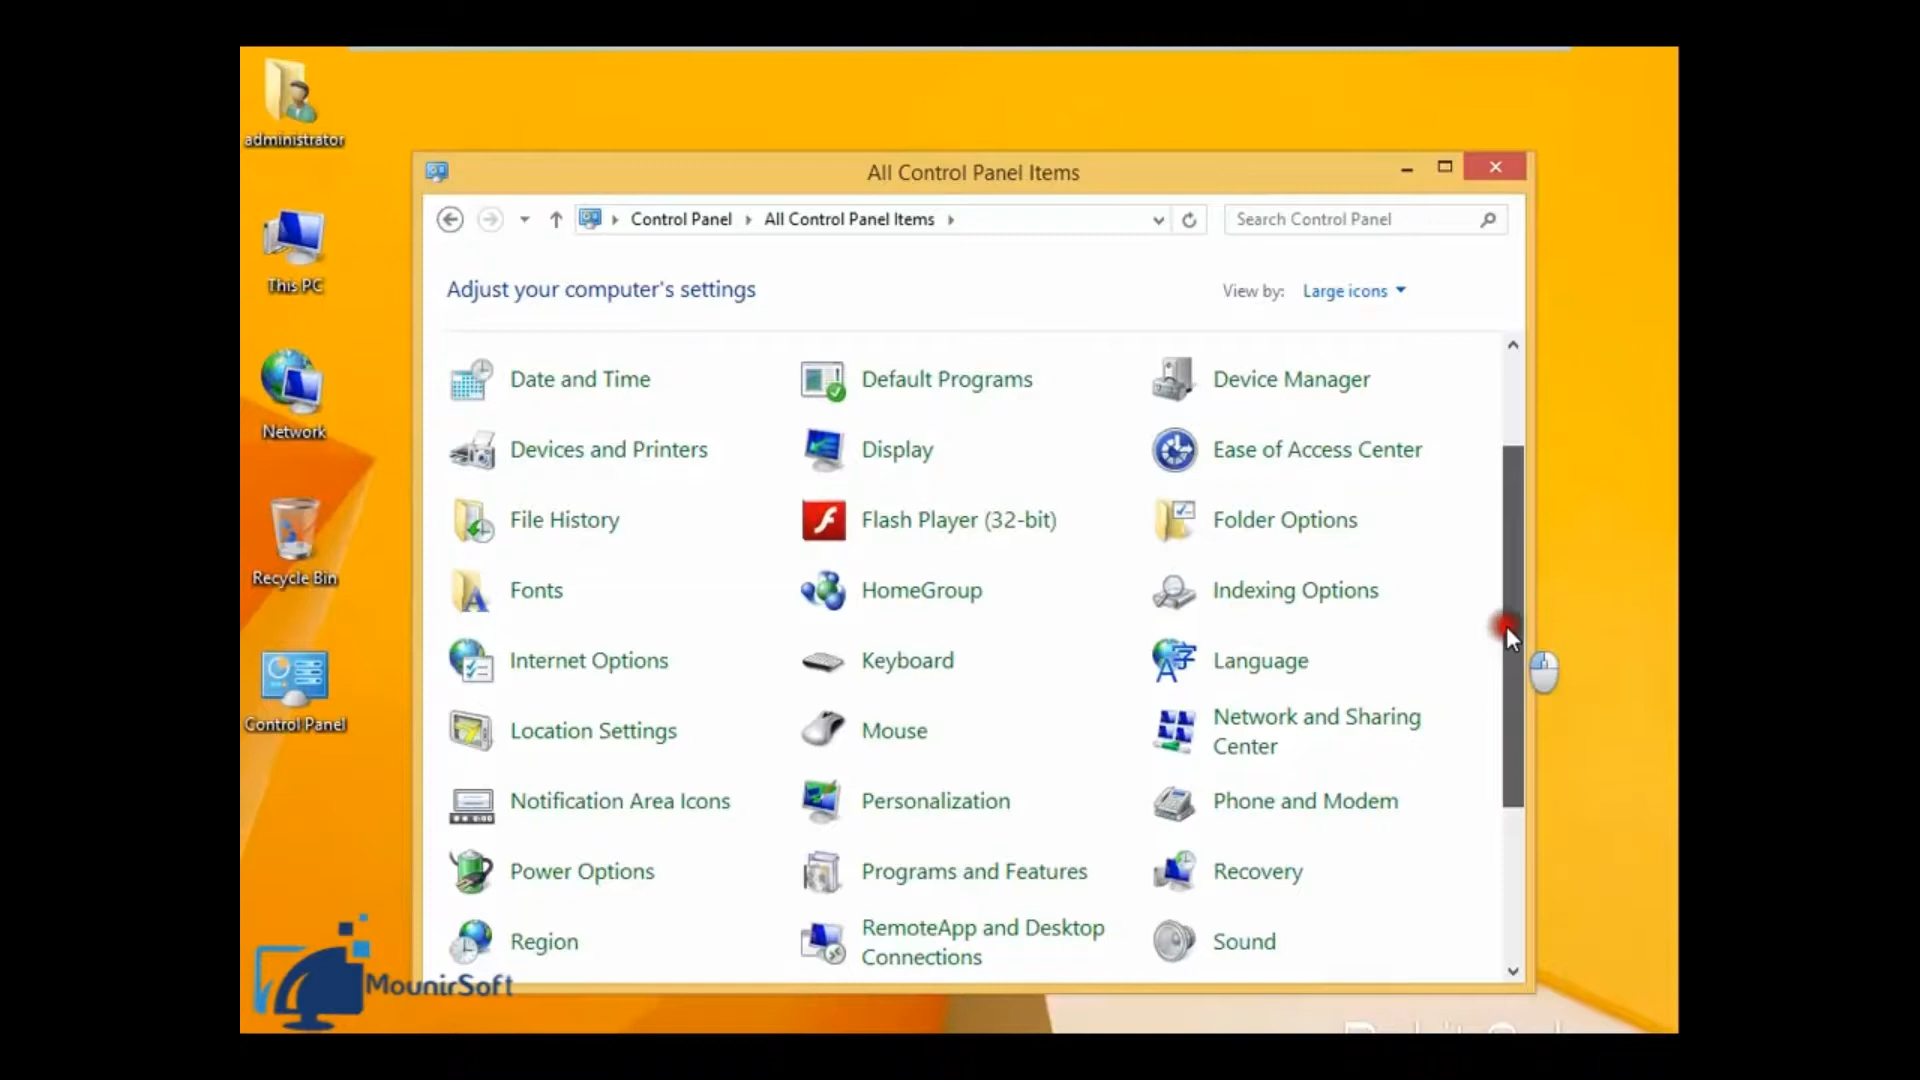 administrator
This PC
Network
Recycle Bin
Control Panel
All Control Panel Items
Control Panel
All Control Panel Items
Search Control Panel
Adjust your computer's settings
View by:
Large icons
Date and Time
Default Programs
Device Manager
Devices and Printers
Display
Ease of Access Center
File History
Flash Player (32-bit)
Folder Options
Fonts
HomeGroup
Indexing Options
Internet Options
Keyboard
Language
Location Settings
Mouse
Network and Sharing
Center
Notification Area Icons
Personalization
Phone and Modem
Power Options
Programs and Features
Recovery
Region
RemoteApp and Desktop
Connections
Sound
MounirSoft